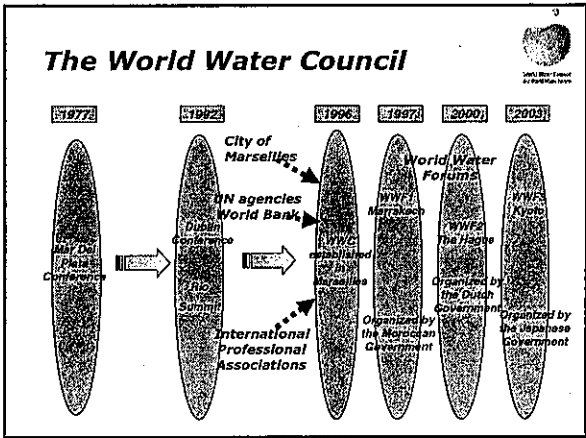 The World Water Council
World Water Council
1977
1992
1996
1997
2000
2003
Mar Del
Plata
Conference
Dublin
Conference
Rio
Summit
City of
Marseilles
UN agencies
World Bank
International
Professional
Associations
WWC
established
in
Marseilles
World Water
Forums
WWF1
Marrakech
Organized by
the Moroccan
Government
WWF2
The Hague
Organized by
the Dutch
Government
WWF3
Kyoto
Organized by
the Japanese
Government